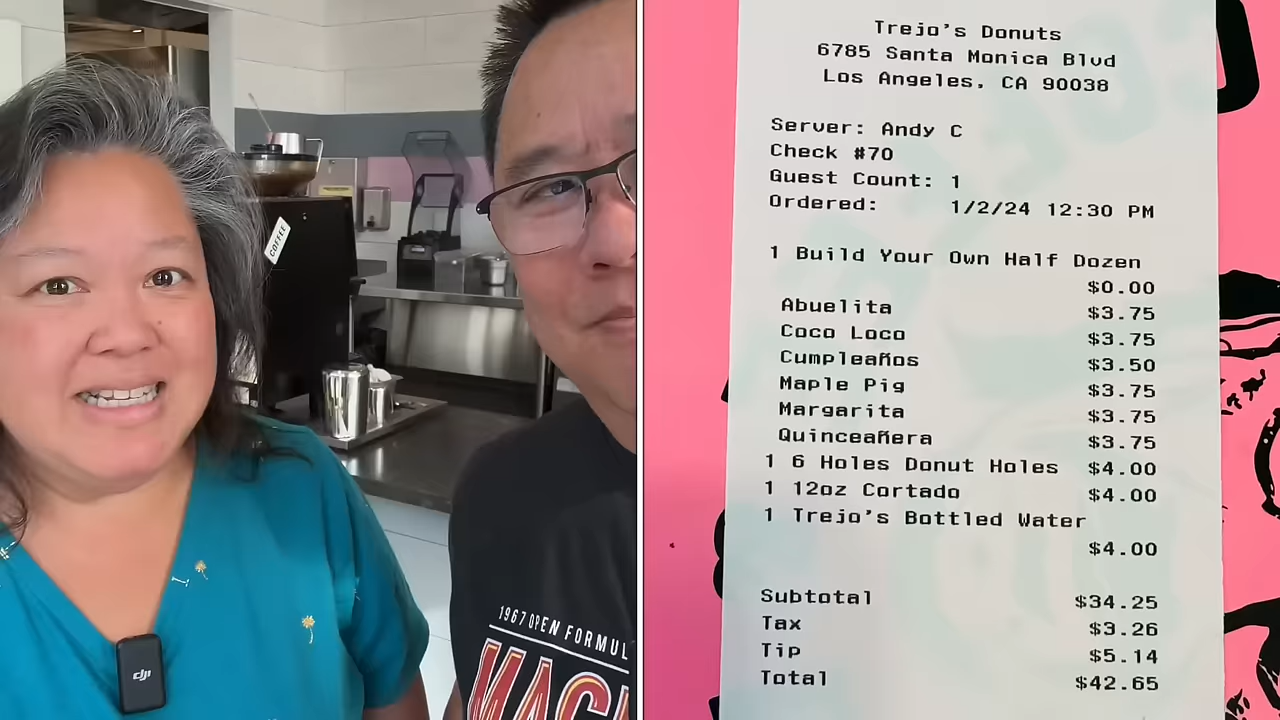 COFFEE
dji
1967 OPEN FORMUL
MACH
Trejo's Donuts
6785 Santa Monica Blvd
Los Angeles, CA 90038
Server: Andy C
Check #70
Guest Count: 1
Ordered: 1/2/24 12:30 PM
1 Build Your Own Half Dozen
$0.00
Abuelita $3.75
Coco Loco $3.75
Cumpleaños $3.50
Maple Pig $3.75
Margarita $3.75
Quinceañera $3.75
1 6 Holes Donut Holes $4.00
1 12oz Cortado $4.00
1 Trejo's Bottled Water
$4.00
Subtotal $34.25
Tax $3.26
Tip $5.14
Total $42.65